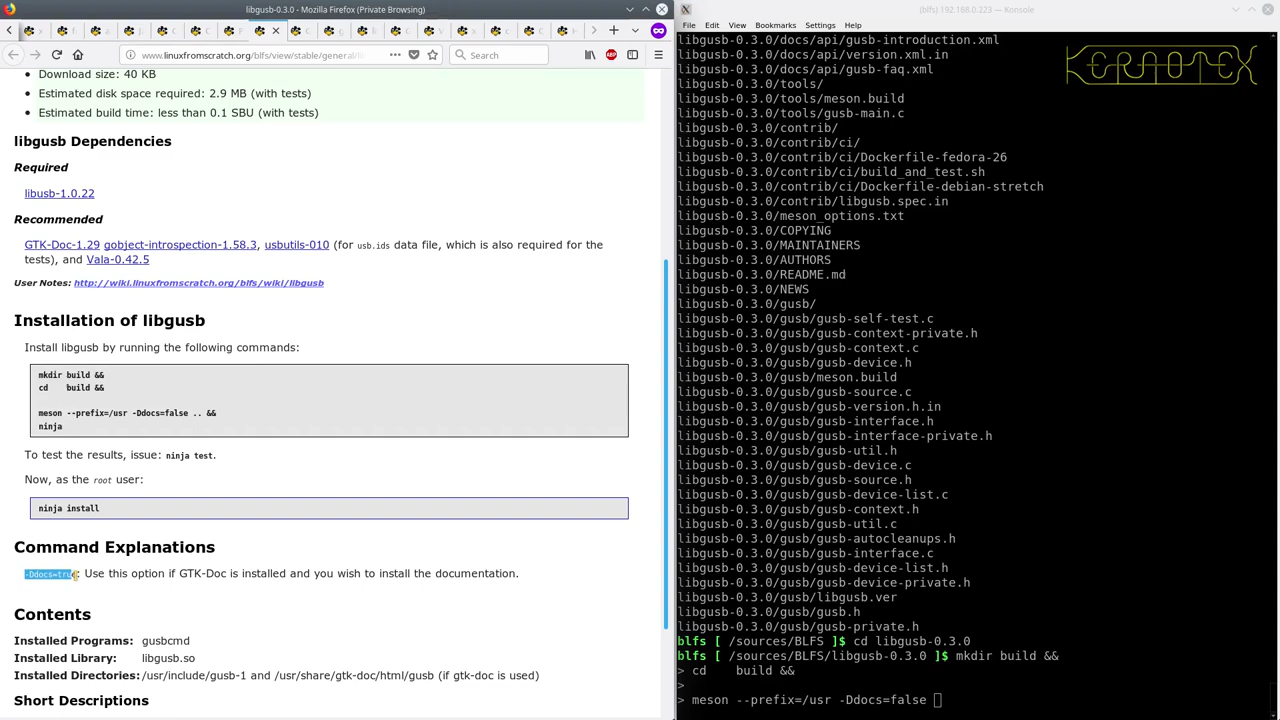 libgusb-0.3.0 - Mozilla Firefox (Private Browsing)
www.linuxfromscratch.org/blfs/view/stable/general/
Search
Download size: 40 KB
Estimated disk space required: 2.9 MB (with tests)
Estimated build time: less than 0.1 SBU (with tests)
libgusb Dependencies
Required
libusb-1.0.22
Recommended
GTK-Doc-1.29 gobject-introspection-1.58.3, usbutils-010 (for usb.ids data file, which is also required for the
tests), and Vala-0.42.5
User Notes: http://wiki.linuxfromscratch.org/blfs/wiki/libgusb
Installation of libgusb
Install libgusb by running the following commands:
mkdir build &&
cd    build &&
meson --prefix=/usr -Ddocs=false .. &&
ninja
To test the results, issue: ninja test.
Now, as the root user:
ninja install
Command Explanations
-Ddocs=true: Use this option if GTK-Doc is installed and you wish to install the documentation.
Contents
Installed Programs: gusbcmd
Installed Library: libgusb.so
Installed Directories: /usr/include/gusb-1 and /usr/share/gtk-doc/html/gusb (if gtk-doc is used)
Short Descriptions
(blfs) 192.168.0.223 — Konsole
File Edit View Bookmarks Settings Help
KERAOTEX
libgusb-0.3.0/docs/api/gusb-introduction.xml
libgusb-0.3.0/docs/api/version.xml.in
libgusb-0.3.0/docs/api/gusb-faq.xml
libgusb-0.3.0/tools/
libgusb-0.3.0/tools/meson.build
libgusb-0.3.0/tools/gusb-main.c
libgusb-0.3.0/contrib/
libgusb-0.3.0/contrib/ci/
libgusb-0.3.0/contrib/ci/Dockerfile-fedora-26
libgusb-0.3.0/contrib/ci/build_and_test.sh
libgusb-0.3.0/contrib/ci/Dockerfile-debian-stretch
libgusb-0.3.0/contrib/libgusb.spec.in
libgusb-0.3.0/meson_options.txt
libgusb-0.3.0/COPYING
libgusb-0.3.0/MAINTAINERS
libgusb-0.3.0/AUTHORS
libgusb-0.3.0/README.md
libgusb-0.3.0/NEWS
libgusb-0.3.0/gusb/
libgusb-0.3.0/gusb/gusb-self-test.c
libgusb-0.3.0/gusb/gusb-context-private.h
libgusb-0.3.0/gusb/gusb-context.c
libgusb-0.3.0/gusb/gusb-device.h
libgusb-0.3.0/gusb/meson.build
libgusb-0.3.0/gusb/gusb-source.c
libgusb-0.3.0/gusb/gusb-version.h.in
libgusb-0.3.0/gusb/gusb-interface.h
libgusb-0.3.0/gusb/gusb-interface-private.h
libgusb-0.3.0/gusb/gusb-util.h
libgusb-0.3.0/gusb/gusb-device.c
libgusb-0.3.0/gusb/gusb-source.h
libgusb-0.3.0/gusb/gusb-device-list.c
libgusb-0.3.0/gusb/gusb-context.h
libgusb-0.3.0/gusb/gusb-util.c
libgusb-0.3.0/gusb/gusb-autocleanups.h
libgusb-0.3.0/gusb/gusb-interface.c
libgusb-0.3.0/gusb/gusb-device-list.h
libgusb-0.3.0/gusb/gusb-device-private.h
libgusb-0.3.0/gusb/libgusb.ver
libgusb-0.3.0/gusb/gusb.h
libgusb-0.3.0/gusb/gusb-private.h
blfs [ /sources/BLFS ]$ cd libgusb-0.3.0
blfs [ /sources/BLFS/libgusb-0.3.0 ]$ mkdir build &&
> cd    build &&
>
> meson --prefix=/usr -Ddocs=false